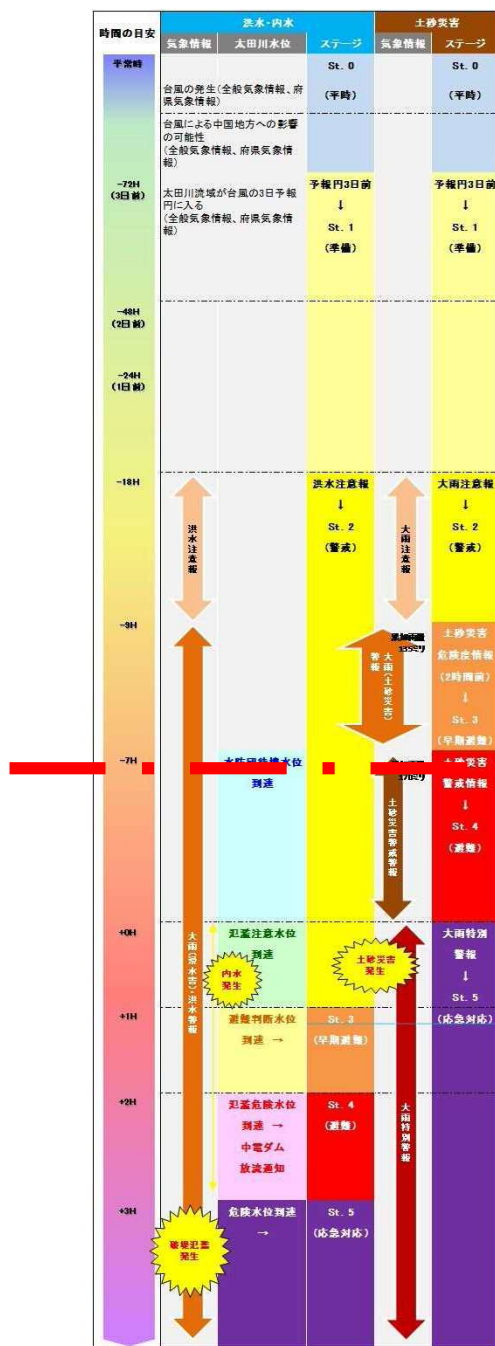 時間の目安
洪水・内水
土砂災害
気象情報
太田川水位
ステージ
気象情報
ステージ
平常時
St. 0
(平時)
St. 0
(平時)
台風の発生(全般気象情報、府
県気象情報)
台風による中国地方への影響
の可能性
(全般気象情報、府県気象情
報)
-72H
(3日前)
太田川流域が台風の3日予報
円に入る
(全般気象情報、府県気象情
報)
予報円3日前
↓
St. 1
(準備)
予報円3日前
↓
St. 1
(準備)
-48H
(2日前)
-24H
(1日前)
-18H
洪水注意報
洪水注意報
↓
St. 2
(警戒)
大雨注意報
大雨注意報
↓
St. 2
(警戒)
-9H
大雨(土砂災害)
警報
土砂災害
危険度情報
(2時間前)
↓
St. 3
(早期避難)
-7H
水防団待機水位
到達
土砂災害警戒警報
土砂災害
警戒情報
↓
St. 4
(避難)
+0H
大雨(浸水害)・洪水警報
氾濫注意水位
到達
内水
発生
土砂災害
発生
大雨特別
警報
↓
St. 5
(応急対応)
+1H
避難判断水位
到達 →
St. 3
(早期避難)
+2H
氾濫危険水位
到達 →
中電ダム
放流通知
St. 4
(避難)
大雨特別警報
+3H
破堤氾濫
発生
危険水位到達
→
St. 5
(応急対応)